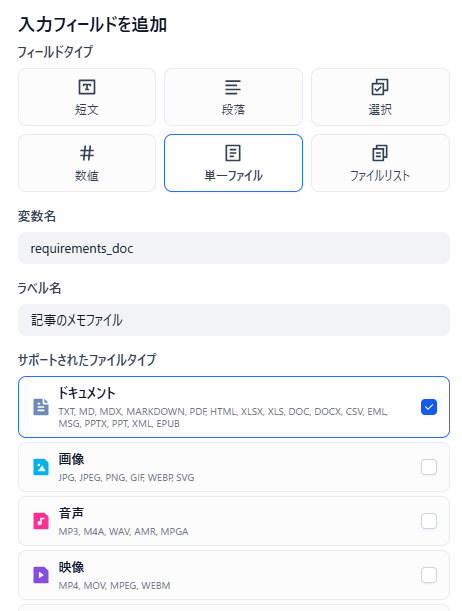 入力フィールドを追加
フィールドタイプ
短文
段落
選択
数値
単一ファイル
ファイルリスト
変数名
requirements_doc
ラベル名
記事のメモファイル
サポートされたファイルタイプ
ドキュメント
TXT, MD, MDX, MARKDOWN, PDF, HTML, XLSX, XLS, DOC, DOCX, CSV, EML,
MSG, PPTX, PPT, XML, EPUB
画像
JPG, JPEG, PNG, GIF, WEBP, SVG
音声
MP3, M4A, WAV, AMR, MPGA
映像
MP4, MOV, MPEG, WEBM